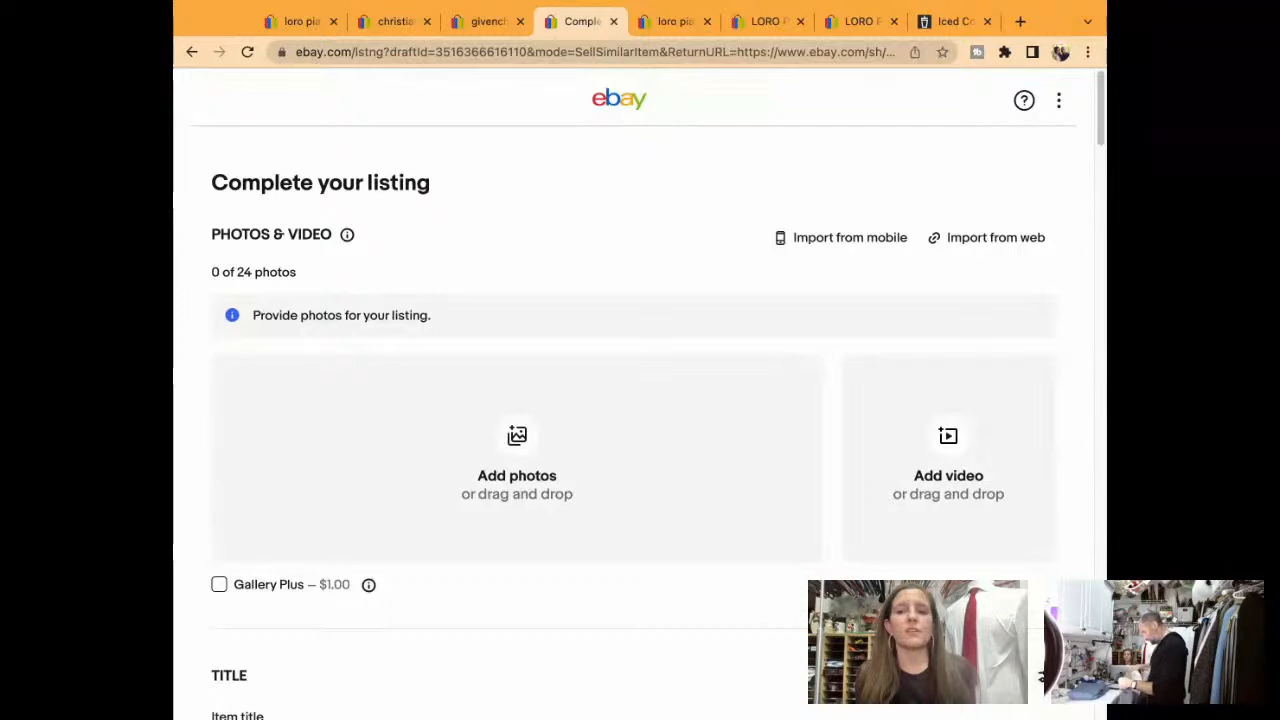 loro pia
christia
givench
Comple
loro pia
LORO P
LORO P
Iced Co
ebay.com/lstng?draftId=3516366616110&mode=SellSimilarItem&ReturnURL=https://www.ebay.com/sh/...
ebay
Complete your listing
PHOTOS & VIDEO
Import from mobile
Import from web
0 of 24 photos
Provide photos for your listing.
Add photos
or drag and drop
Add video
or drag and drop
Gallery Plus – $1.00
TITLE
Item title